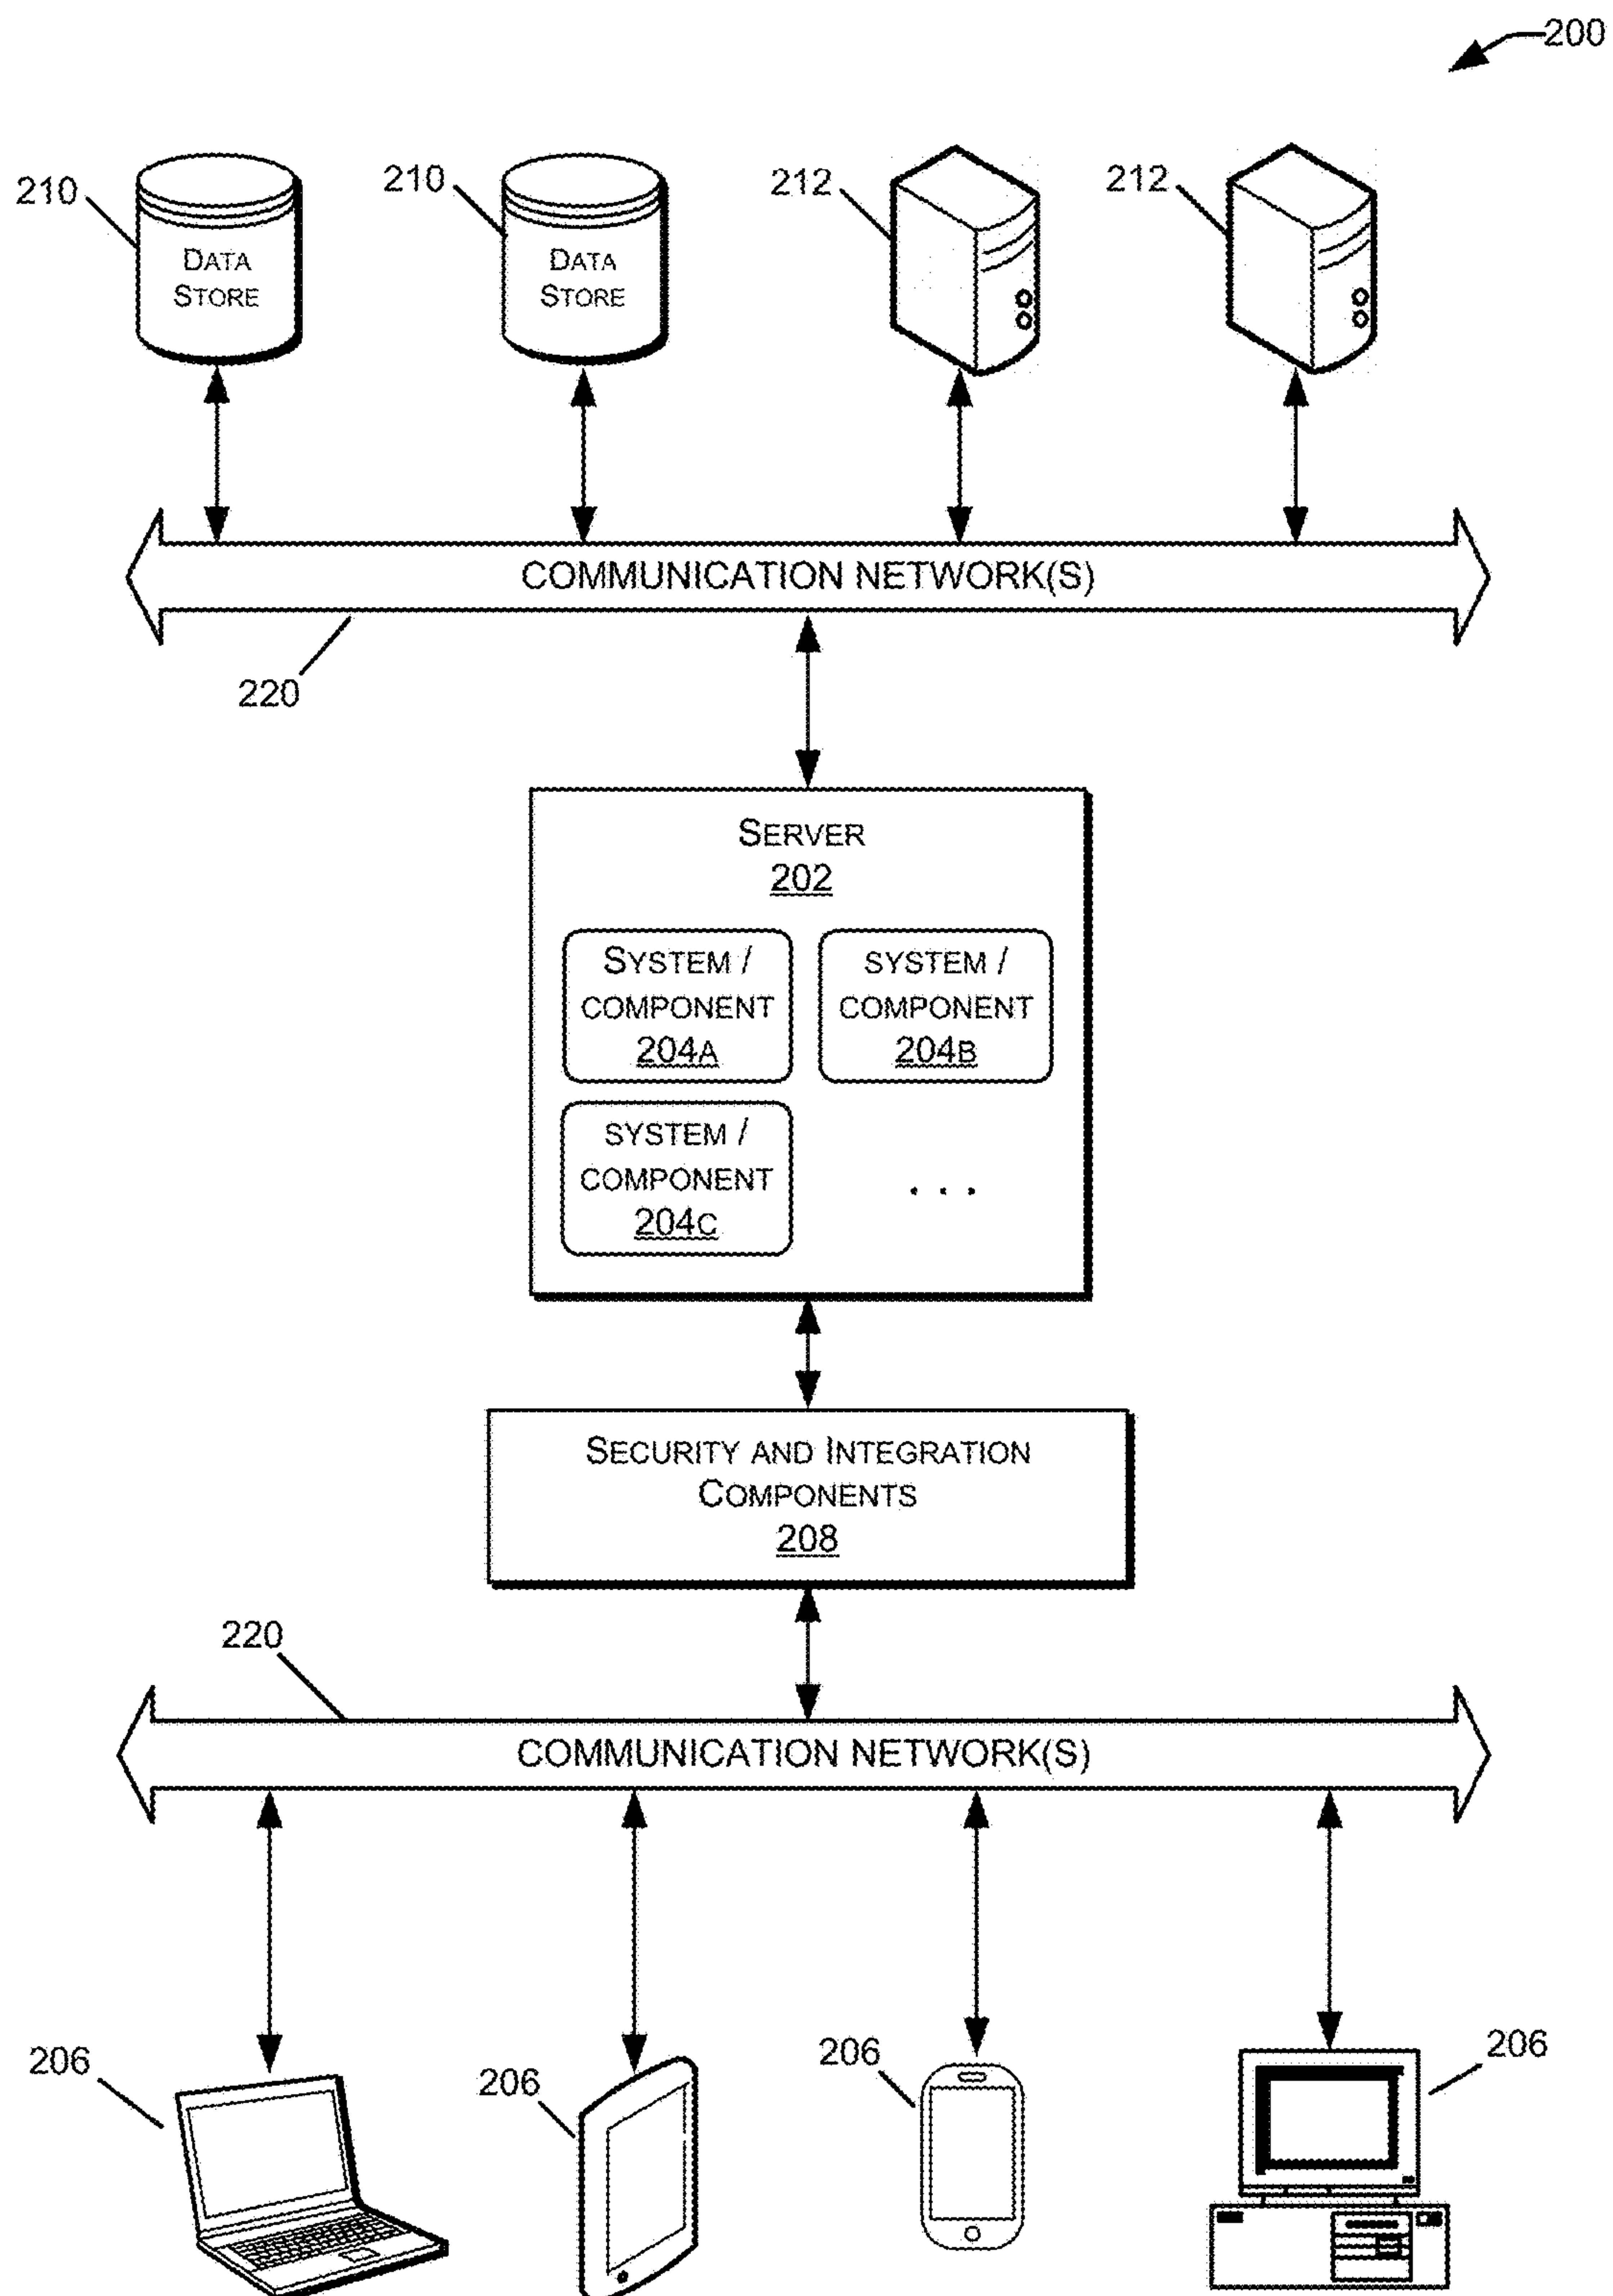 200
210
210
212
212
DATA
STORE
DATA
STORE
COMMUNICATION NETWORK(S)
220
SERVER
202
SYSTEM /
COMPONENT
204A
SYSTEM /
COMPONENT
204B
SYSTEM /
COMPONENT
204C
. . .
SECURITY AND INTEGRATION
COMPONENTS
208
220
COMMUNICATION NETWORK(S)
206
206
206
206